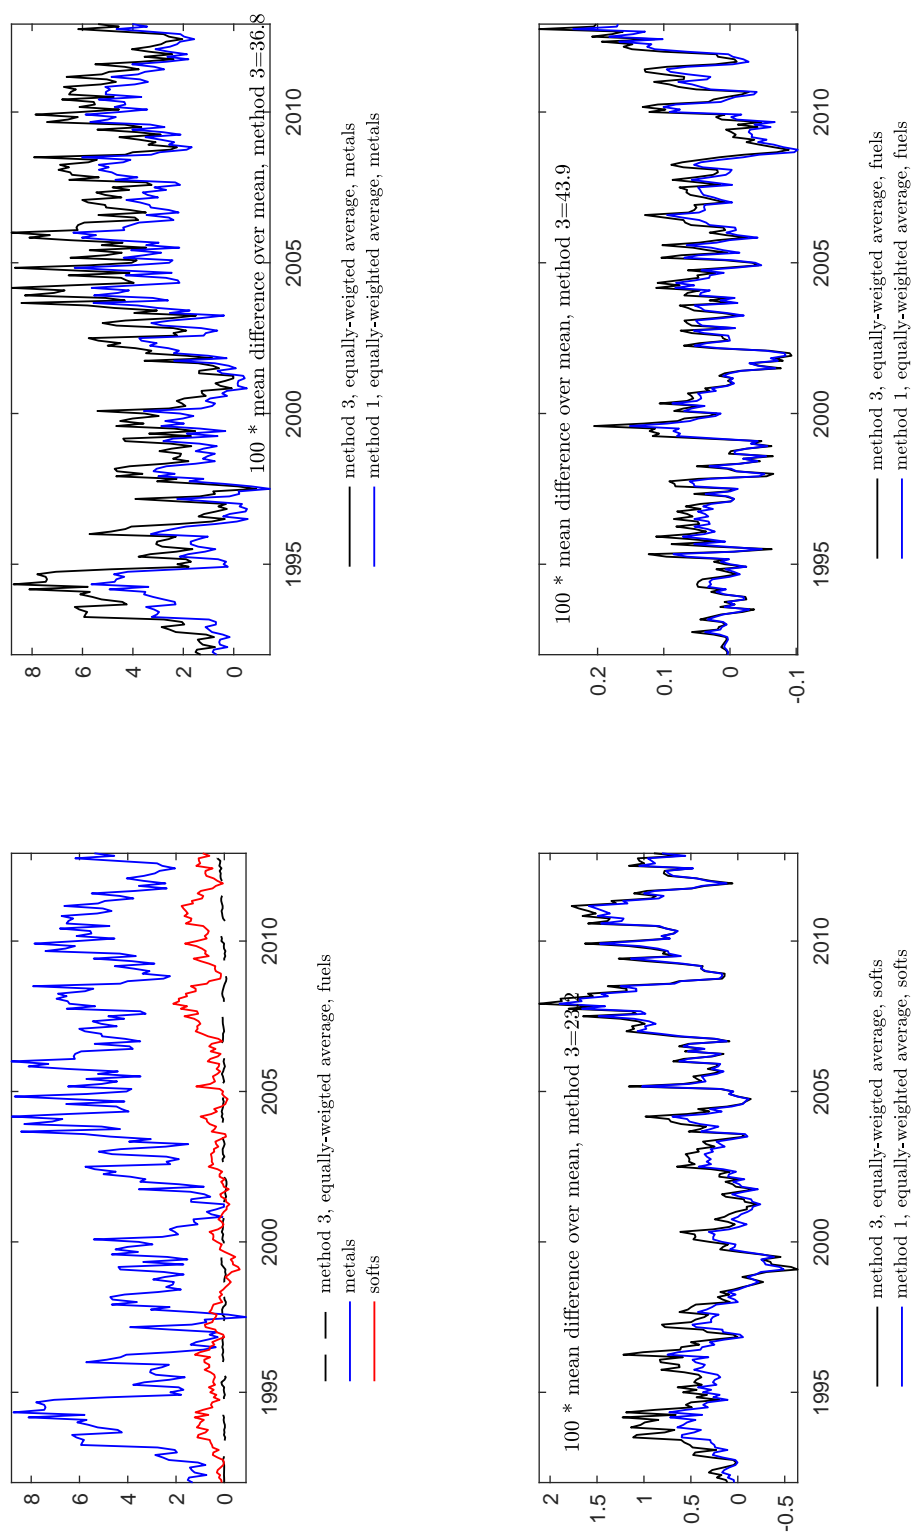 8
6
4
2
0
1995 2000 2005 2010
method 3, equally-weigted average, fuels
metals
softs
8
6
4
2
0
100 * mean difference over mean, method 3=36.8
1995 2000 2005 2010
method 3, equally-weigted average, metals
method 1, equally-weighted average, metals
2
1.5
1
0.5
0
-0.5
100 * mean difference over mean, method 3=23.2
1995 2000 2005 2010
method 3, equally-weigted average, softs
method 1, equally-weighted average, softs
0.2
0.1
0
-0.1
100 * mean difference over mean, method 3=43.9
1995 2000 2005 2010
method 3, equally-weigted average, fuels
method 1, equally-weighted average, fuels